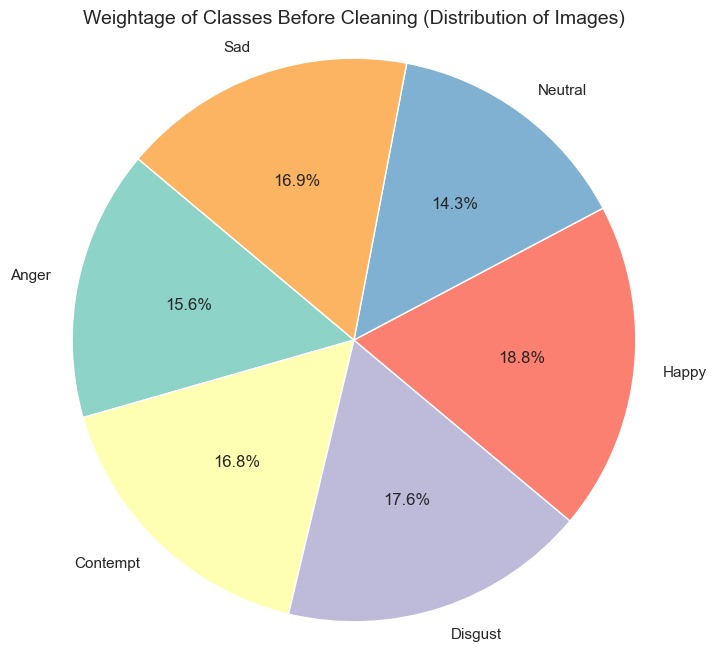 Weightage of Classes Before Cleaning (Distribution of Images)
Sad
Neutral
16.9%
14.3%
Anger
15.6%
18.8%
Happy
16.8%
17.6%
Contempt
Disgust